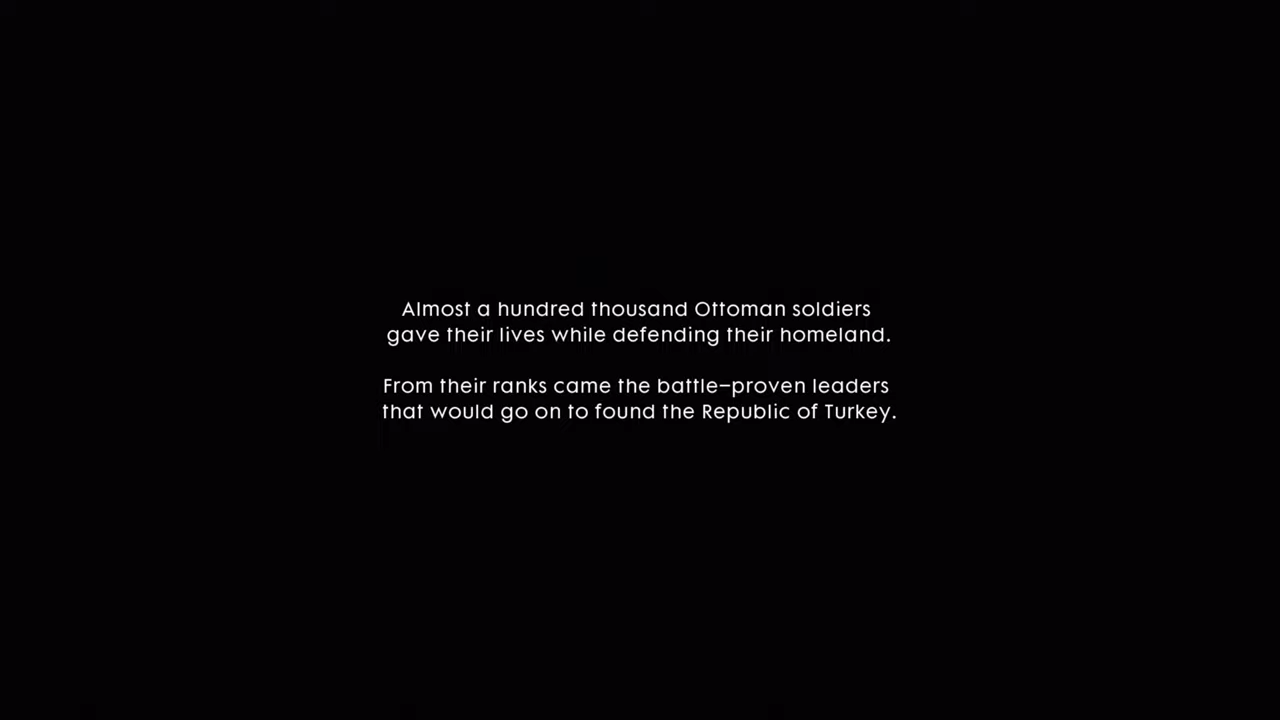 Almost a hundred thousand Ottoman soldiers
gave their lives while defending their homeland.
From their ranks came the battle–proven leaders
that would go on to found the Republic of Turkey.